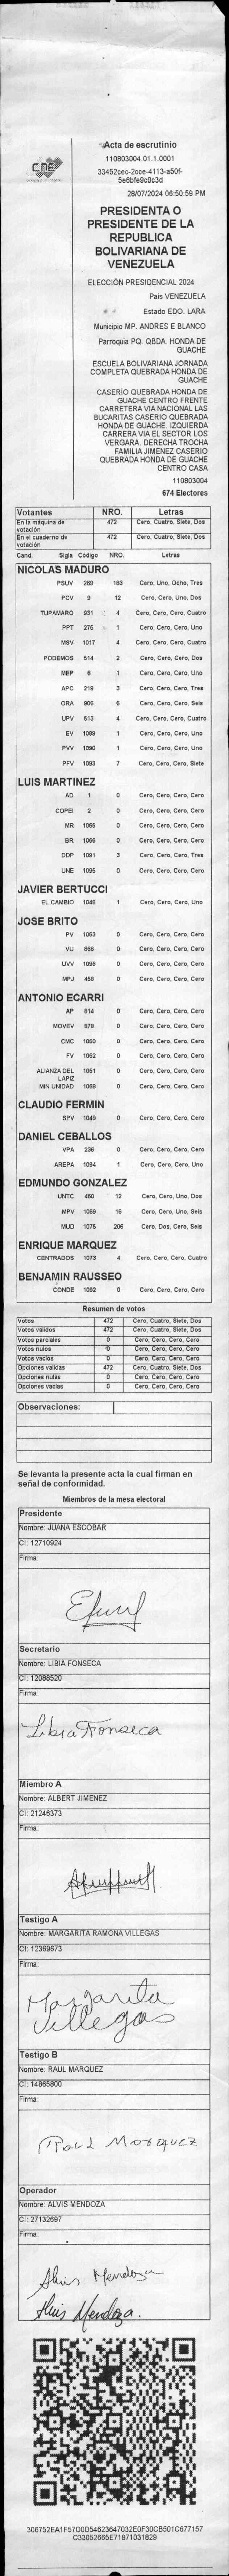 CNE
Acta de escrutinio
110803004.01.1.0001
33452cec-2cce-4113-a50f-
5e6bfe9c0c3d
28/07/2024 06:50:59 PM
PRESIDENTA O
PRESIDENTE DE LA
REPUBLICA
BOLIVARIANA DE
VENEZUELA
ELECCIÓN PRESIDENCIAL 2024
Pais VENEZUELA
Estado EDO. LARA
Municipio MP. ANDRES E BLANCO
Parroquia PQ. QBDA. HONDA DE
GUACHE
ESCUELA BOLIVARIANA JORNADA
COMPLETA QUEBRADA HONDA DE
GUACHE
CASERIO QUEBRADA HONDA DE
GUACHE CENTRO FRENTE
CARRETERA VIA NACIONAL LAS
BUCARITAS CASERIO QUEBRADA
HONDA DE GUACHE. IZQUIERDA
CARRERA VIA EL SECTOR LOS
VERGARA. DERECHA TROCHA
FAMILIA JIMENEZ CASERIO
QUEBRADA HONDA DE GUACHE
CENTRO CASA
110803004
674 Electores
Votantes NRO. Letras
En la máquina de votación 472 Cero, Cuatro, Siete, Dos
En el cuaderno de votación 472 Cero, Cuatro, Siete, Dos
Cand. Sigla Código NRO. Letras
NICOLAS MADURO
PSUV 269 183 Cero, Uno, Ocho, Tres
PCV 9 12 Cero, Cero, Uno, Dos
TUPAMARO 931 4 Cero, Cero, Cero, Cuatro
PPT 276 1 Cero, Cero, Cero, Uno
MSV 1017 4 Cero, Cero, Cero, Cuatro
PODEMOS 514 2 Cero, Cero, Cero, Dos
MEP 6 1 Cero, Cero, Cero, Uno
APC 219 3 Cero, Cero, Cero, Tres
ORA 906 6 Cero, Cero, Cero, Seis
UPV 513 4 Cero, Cero, Cero, Cuatro
EV 1089 1 Cero, Cero, Cero, Uno
PVV 1090 1 Cero, Cero, Cero, Uno
PFV 1093 7 Cero, Cero, Cero, Siete
LUIS MARTINEZ
AD 1 0 Cero, Cero, Cero, Cero
COPEI 2 0 Cero, Cero, Cero, Cero
MR 1065 0 Cero, Cero, Cero, Cero
BR 1066 0 Cero, Cero, Cero, Cero
DDP 1091 3 Cero, Cero, Cero, Tres
UNE 1095 0 Cero, Cero, Cero, Cero
JAVIER BERTUCCI
EL CAMBIO 1048 1 Cero, Cero, Cero, Uno
JOSE BRITO
PV 1053 0 Cero, Cero, Cero, Cero
VU 868 0 Cero, Cero, Cero, Cero
UVV 1096 0 Cero, Cero, Cero, Cero
MPJ 458 0 Cero, Cero, Cero, Cero
ANTONIO ECARRI
AP 914 0 Cero, Cero, Cero, Cero
MOVEV 979 0 Cero, Cero, Cero, Cero
CMC 1050 0 Cero, Cero, Cero, Cero
FV 1052 0 Cero, Cero, Cero, Cero
ALIANZA DEL LAPIZ 1051 0 Cero, Cero, Cero, Cero
MIN UNIDAD 1068 0 Cero, Cero, Cero, Cero
CLAUDIO FERMIN
SPV 1049 0 Cero, Cero, Cero, Cero
DANIEL CEBALLOS
VPA 236 0 Cero, Cero, Cero, Cero
AREPA 1094 1 Cero, Cero, Cero, Uno
EDMUNDO GONZALEZ
UNTC 460 12 Cero, Cero, Uno, Dos
MPV 1069 16 Cero, Cero, Uno, Seis
MUD 1075 206 Cero, Dos, Cero, Seis
ENRIQUE MARQUEZ
CENTRADOS 1073 4 Cero, Cero, Cero, Cuatro
BENJAMIN RAUSSEO
CONDE 1092 0 Cero, Cero, Cero, Cero
Resumen de votos
Votos 472 Cero, Cuatro, Siete, Dos
Votos validos 472 Cero, Cuatro, Siete, Dos
Votos parciales 0 Cero, Cero, Cero, Cero
Votos nulos 0 Cero, Cero, Cero, Cero
Votos vacios 0 Cero, Cero, Cero, Cero
Opciones validas 472 Cero, Cuatro, Siete, Dos
Opciones nulas 0 Cero, Cero, Cero, Cero
Opciones vacias 0 Cero, Cero, Cero, Cero
Observaciones:
Se levanta la presente acta la cual firman en
señal de conformidad.
Miembros de la mesa electoral
Presidente
Nombre: JUANA ESCOBAR
CI: 12710924
Firma:
Secretario
Nombre: LIBIA FONSECA
CI: 12088520
Firma:
Libia Fonseca
Miembro A
Nombre: ALBERT JIMENEZ
CI: 21246373
Firma:
Testigo A
Nombre: MARGARITA RAMONA VILLEGAS
CI: 12369673
Firma:
Margarita
Villegas
Testigo B
Nombre: RAUL MARQUEZ
CI: 14865800
Firma:
Raul Marquez
Operador
Nombre: ALVIS MENDOZA
CI: 27132697
Firma:
Alvis Mendoza
Alvis Mendoza.
306752EA1F57D0D54623647032E0F30CB501C677157
C33052665E71971031829